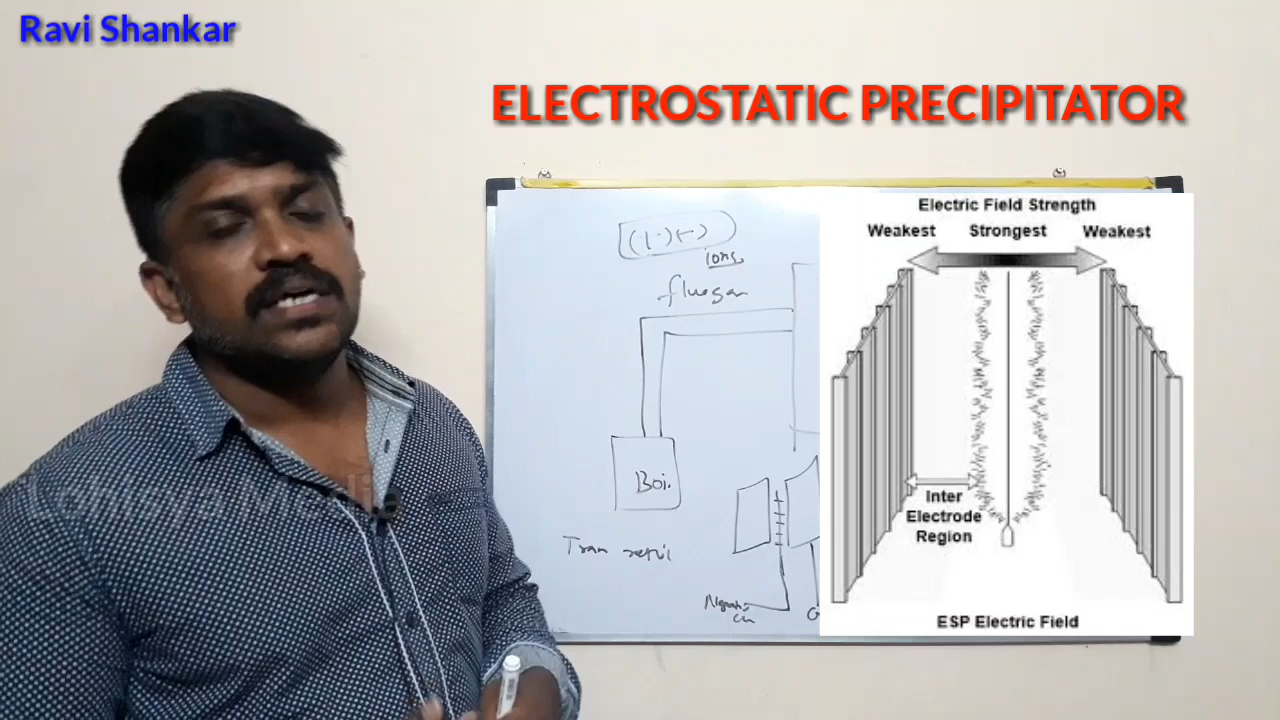 Ravi Shankar
ELECTROSTATIC PRECIPITATOR
Electric Field Strength
Weakest Strongest Weakest
(+) (-)
ions
fluegas
Boi.
Inter
Electrode
Region
Tran
ESP Electric Field